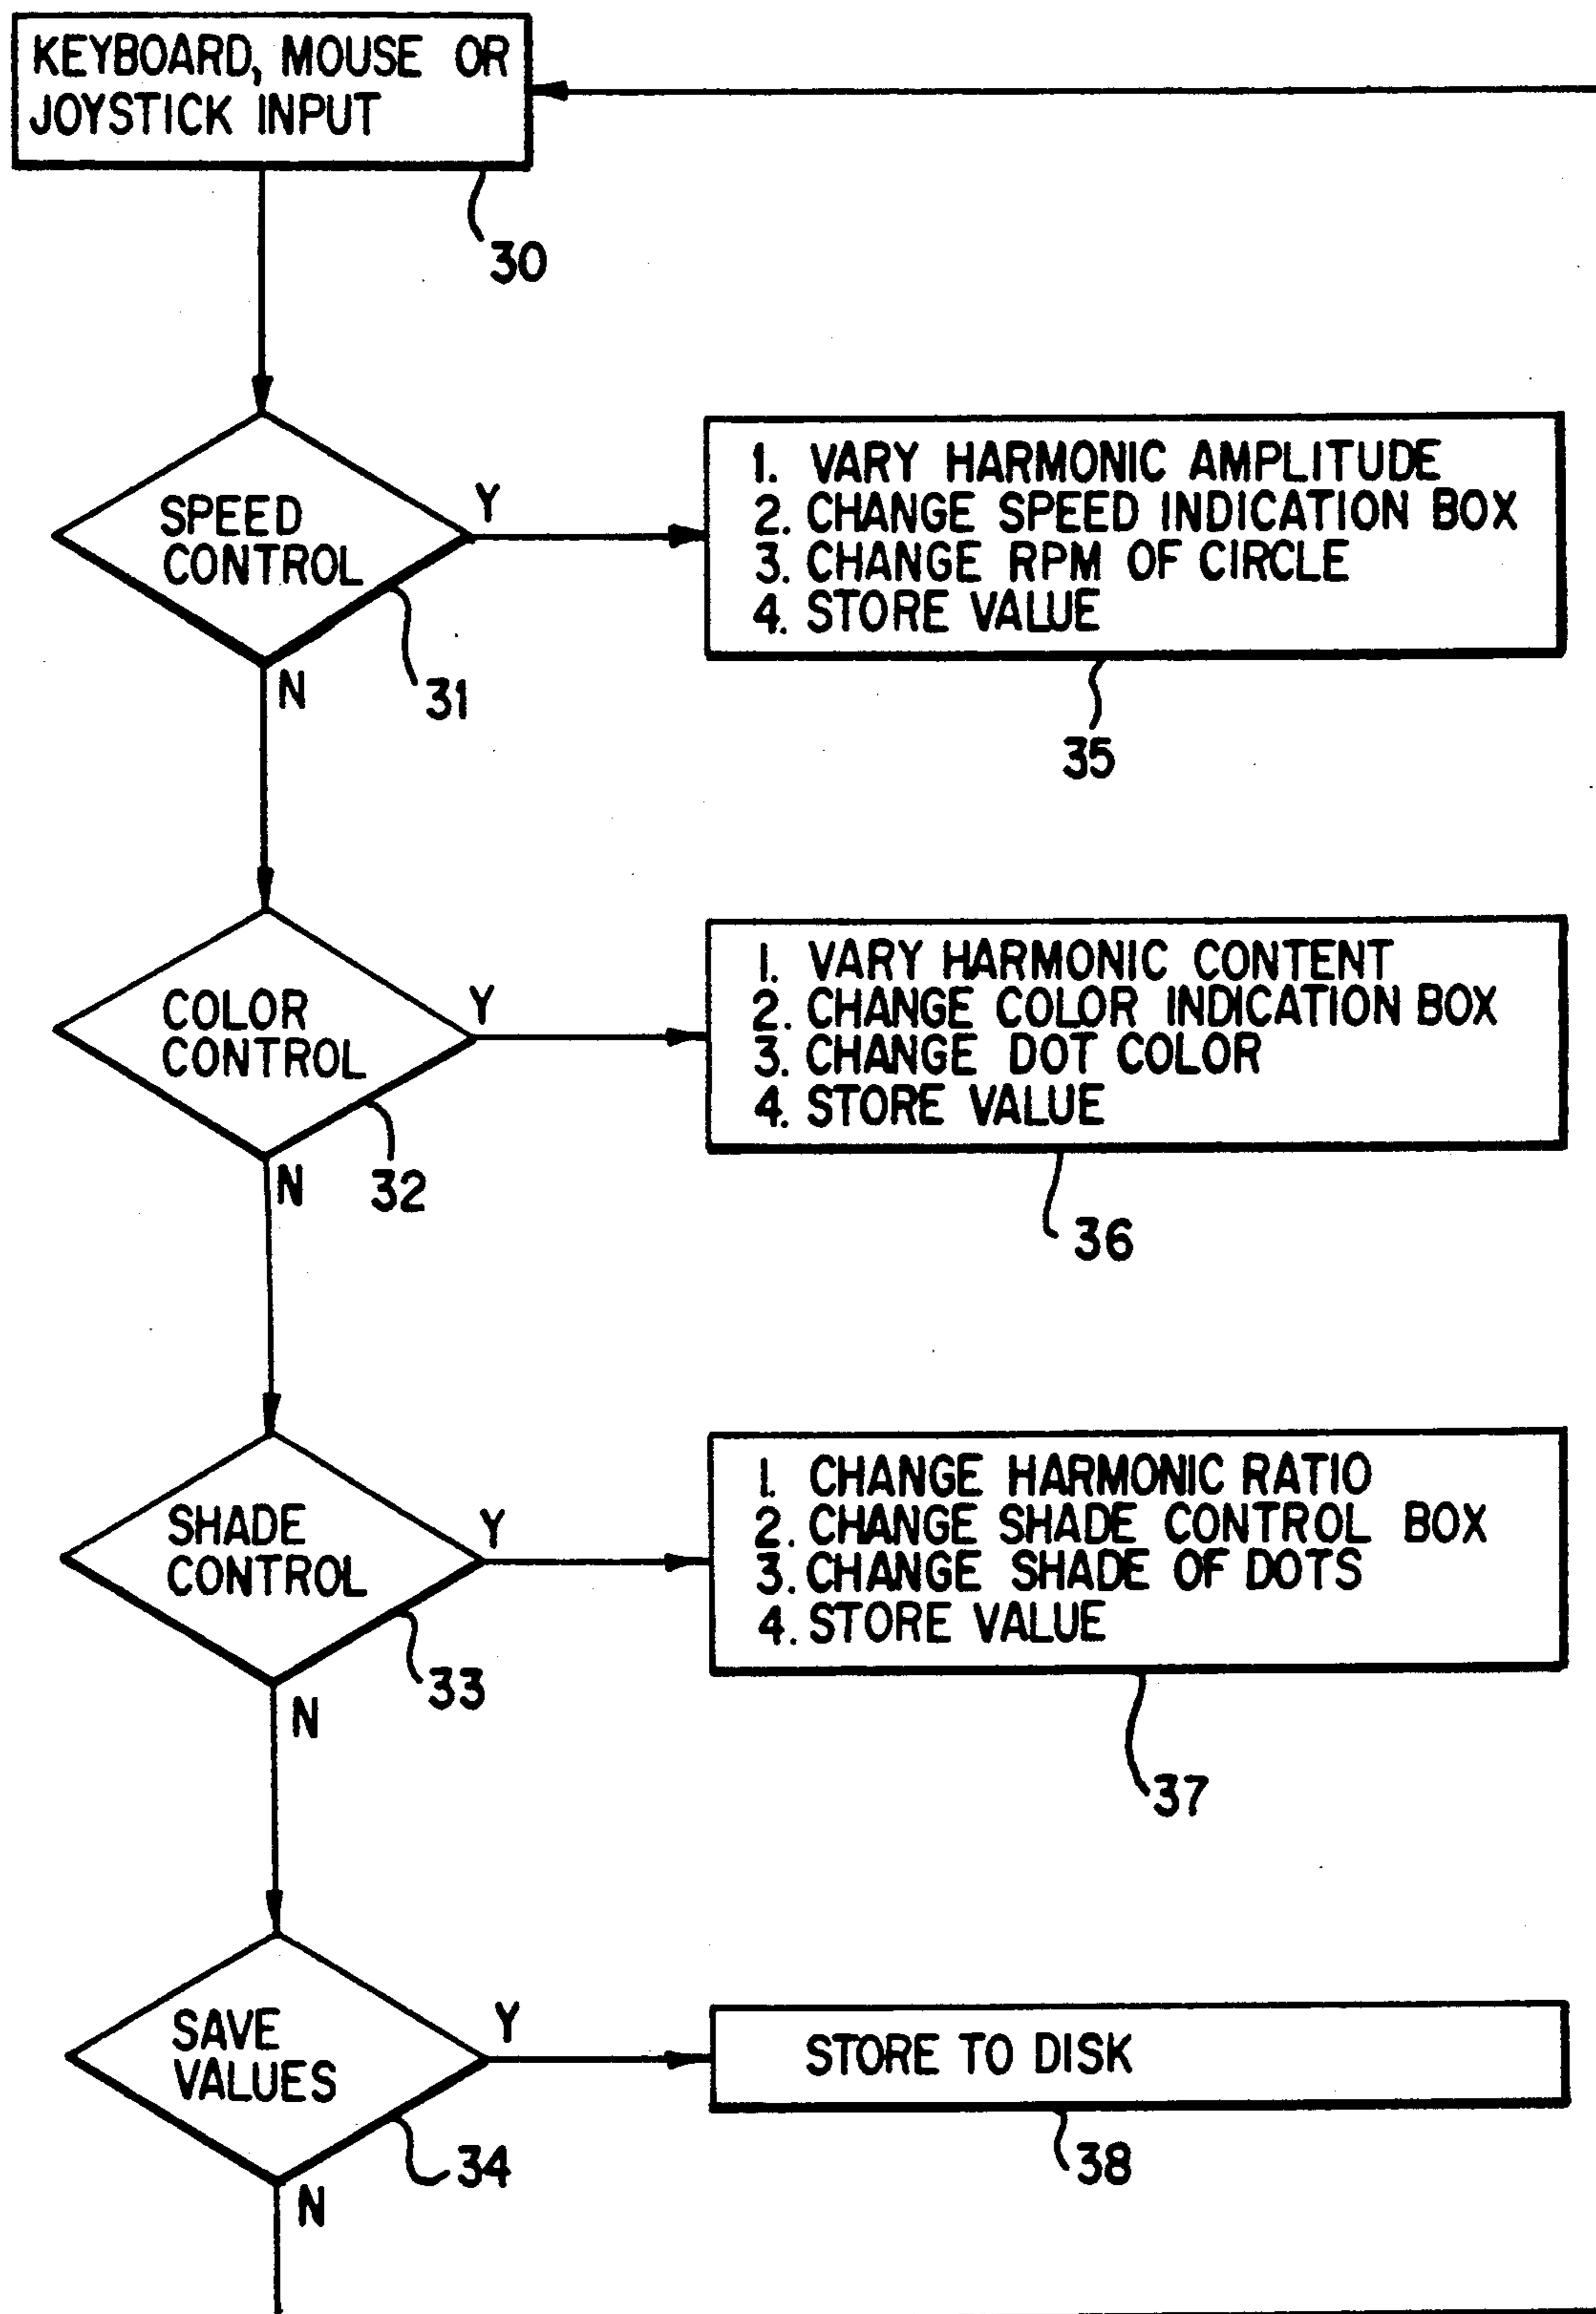 KEYBOARD, MOUSE OR
JOYSTICK INPUT
30
SPEED
CONTROL
Y
N
31
1. VARY HARMONIC AMPLITUDE
2. CHANGE SPEED INDICATION BOX
3. CHANGE RPM OF CIRCLE
4. STORE VALUE
35
COLOR
CONTROL
Y
N
32
1. VARY HARMONIC CONTENT
2. CHANGE COLOR INDICATION BOX
3. CHANGE DOT COLOR
4. STORE VALUE
36
SHADE
CONTROL
Y
N
33
1. CHANGE HARMONIC RATIO
2. CHANGE SHADE CONTROL BOX
3. CHANGE SHADE OF DOTS
4. STORE VALUE
37
SAVE
VALUES
Y
N
34
STORE TO DISK
38